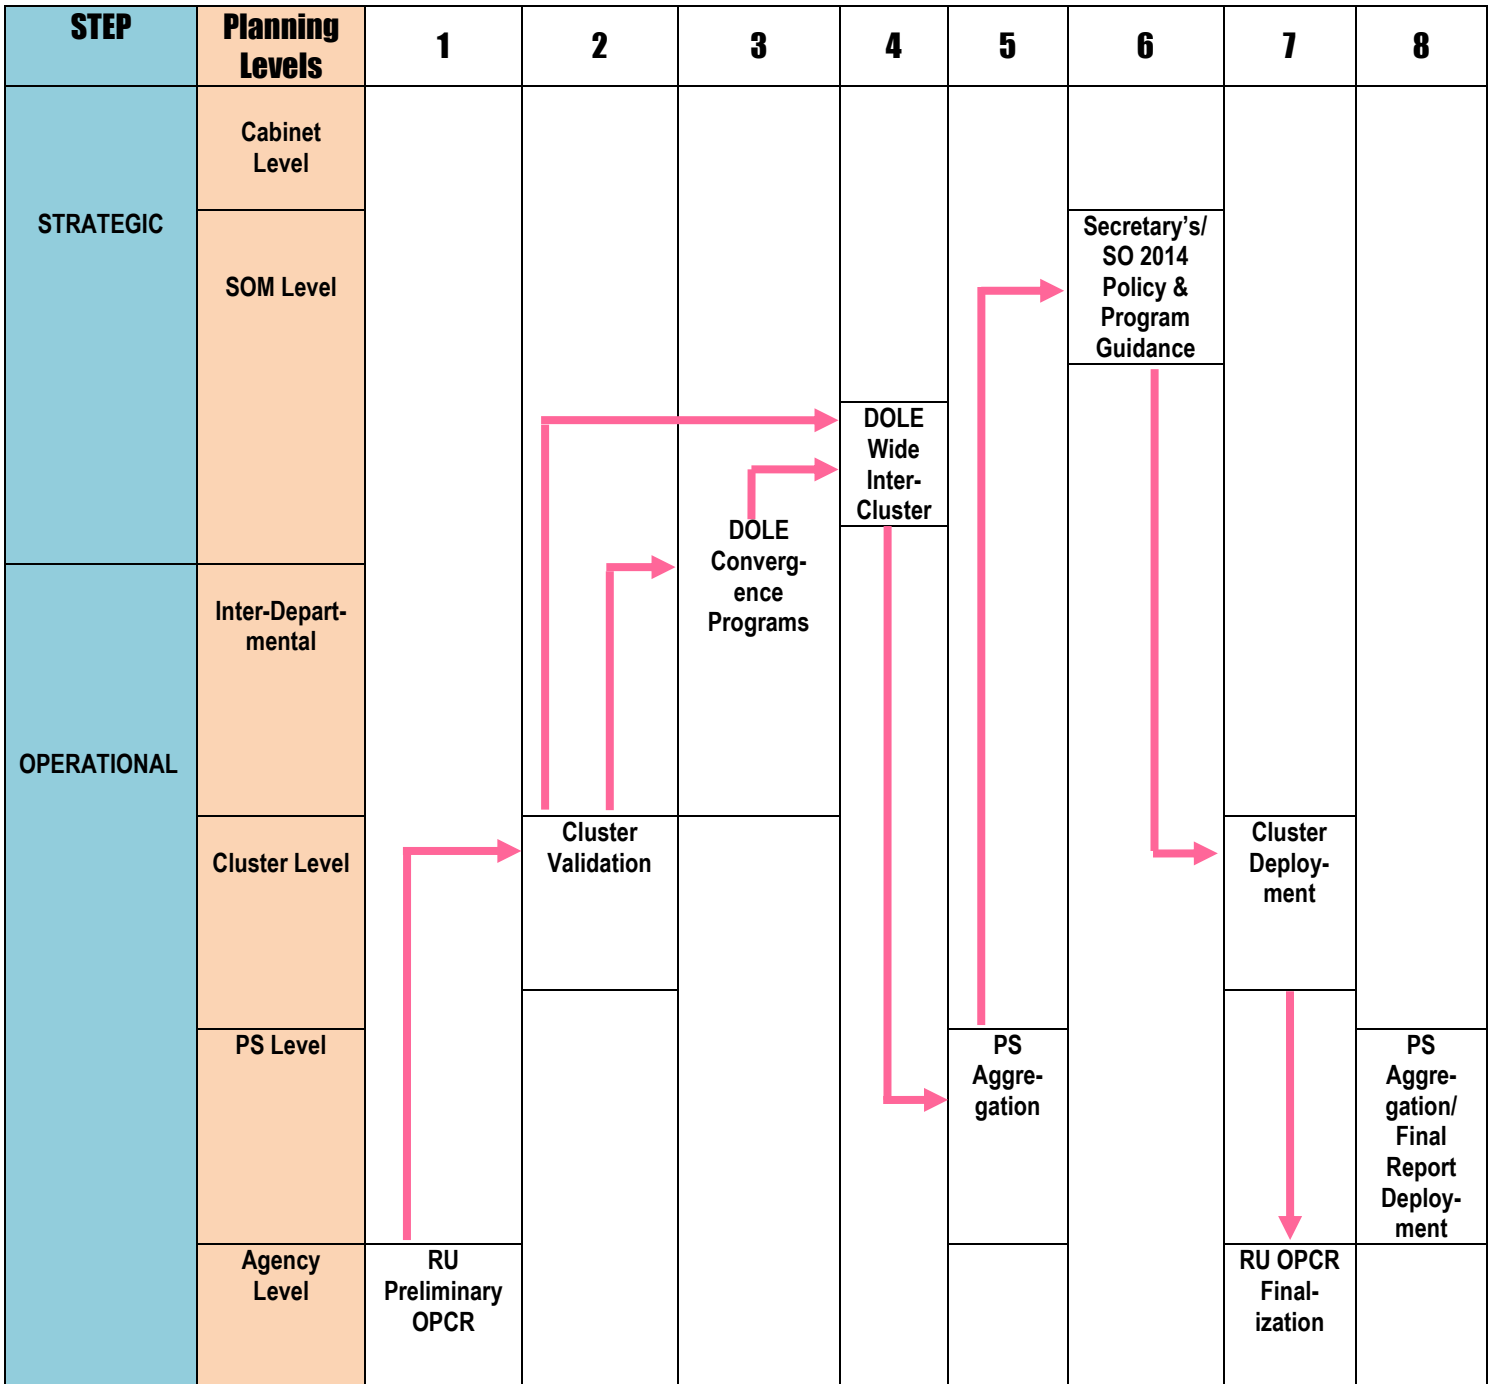 STEP
Planning
Levels
1
2
3
4
5
6
7
8
STRATEGIC
Cabinet
Level
SOM Level
Secretary’s/
SO 2014
Policy &
Program
Guidance
DOLE
Wide
Inter-
Cluster
DOLE
Converg-
ence
Programs
OPERATIONAL
Inter-Depart-
mental
Cluster Level
Cluster
Validation
Cluster
Deploy-
ment
PS Level
PS
Aggre-
gation
PS
Aggre-
gation/
Final
Report
Deploy-
ment
Agency
Level
RU
Preliminary
OPCR
RU OPCR
Final-
ization